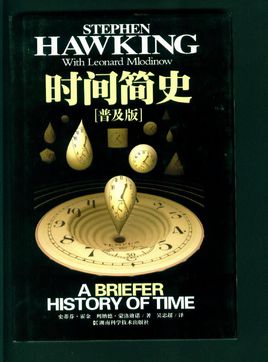 STEPHEN
HAWKING
With Leonard Mlodinow
时间简史
[普及版]
A BRIEFER
HISTORY OF TIME
史蒂芬·霍金 列纳德·蒙洛迪诺／著 吴忠超／译
湖南科学技术出版社